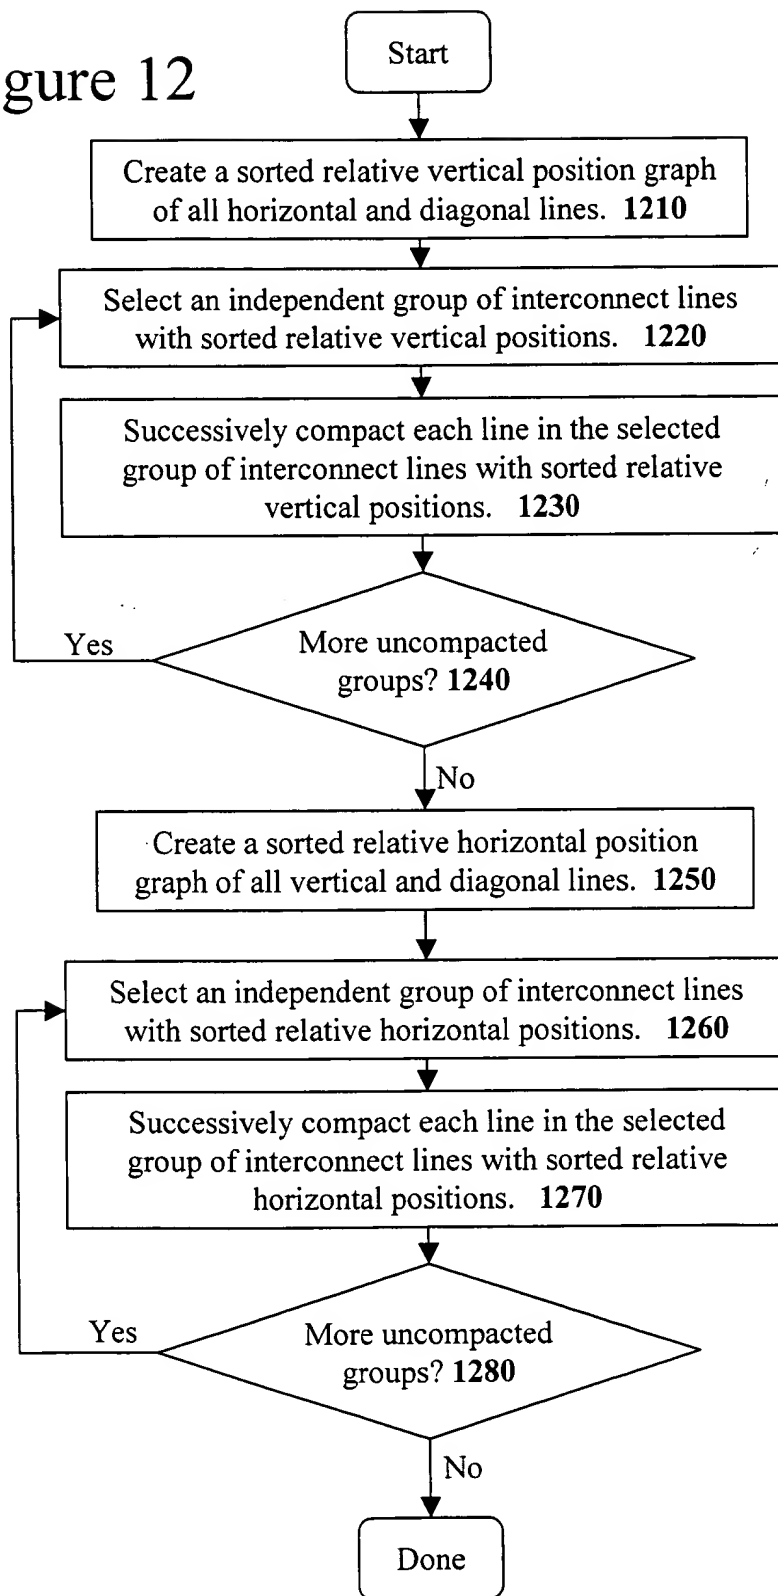 gure 12
Start
Create a sorted relative vertical position graph
of all horizontal and diagonal lines. 1210
Select an independent group of interconnect lines
with sorted relative vertical positions. 1220
Successively compact each line in the selected
group of interconnect lines with sorted relative
vertical positions. 1230
Yes
More uncompacted
groups? 1240
No
Create a sorted relative horizontal position
graph of all vertical and diagonal lines. 1250
Select an independent group of interconnect lines
with sorted relative horizontal positions. 1260
Successively compact each line in the selected
group of interconnect lines with sorted relative
horizontal positions. 1270
Yes
More uncompacted
groups? 1280
No
Done